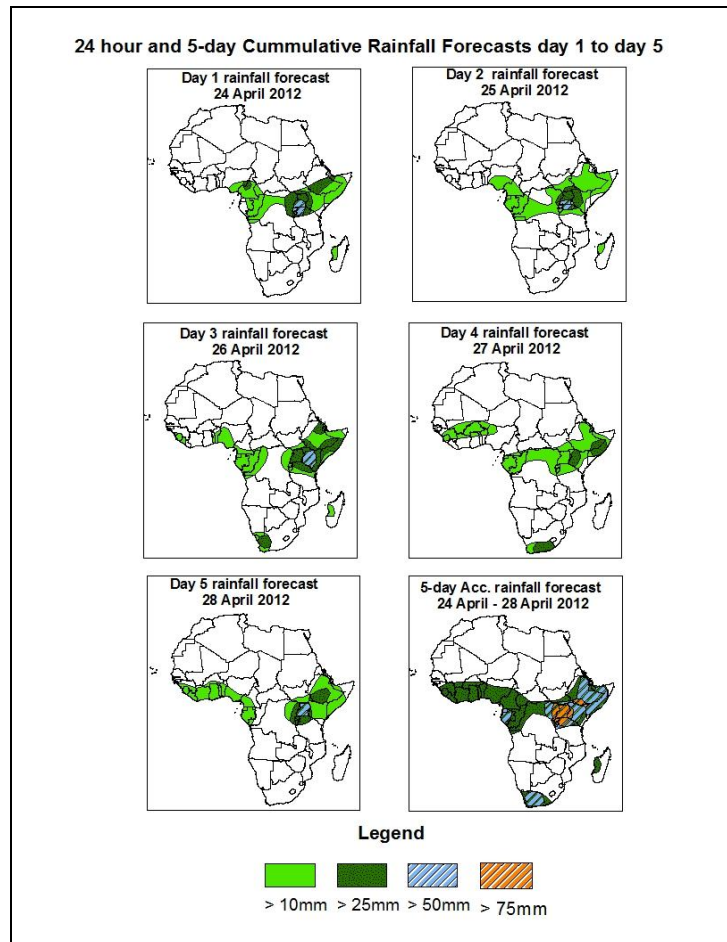 24 hour and 5-day Cummulative Rainfall Forecasts day 1 to day 5
Day 1 rainfall forecast
24 April 2012
Day 2 rainfall forecast
25 April 2012
Day 3 rainfall forecast
26 April 2012
Day 4 rainfall forecast
27 April 2012
Day 5 rainfall forecast
28 April 2012
5-day Acc. rainfall forecast
24 April - 28 April 2012
Legend
> 10mm > 25mm > 50mm > 75mm